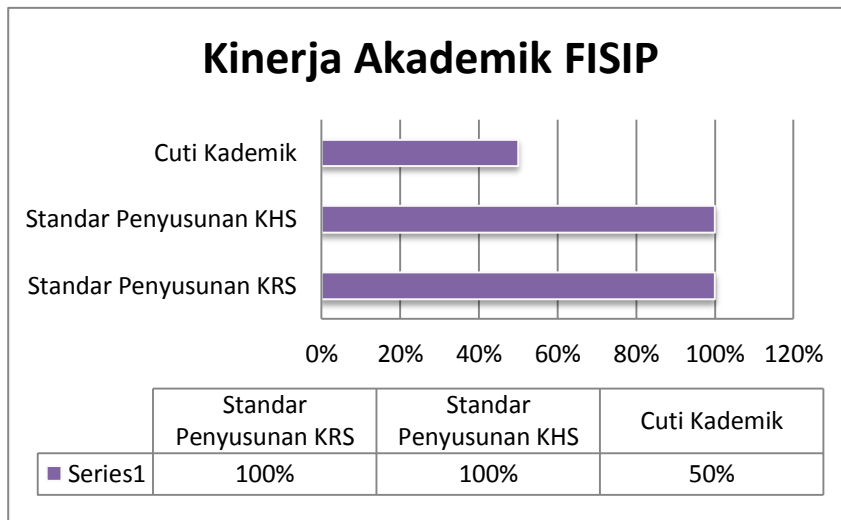 Kinerja Akademik FISIP
Cuti Kademik
Standar Penyusunan KHS
Standar Penyusunan KRS
0% 20% 40% 60% 80% 100% 120%
Standar Penyusunan KRS
Standar Penyusunan KHS
Cuti Kademik
Series1 100% 100% 50%